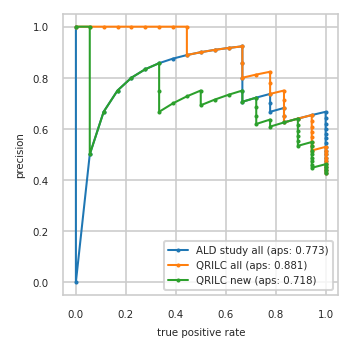 1.0
0.8
0.6
0.4
0.2
0.0
precision
0.0 0.2 0.4 0.6 0.8 1.0
true positive rate
ALD study all (aps: 0.773)
QRILC all (aps: 0.881)
QRILC new (aps: 0.718)